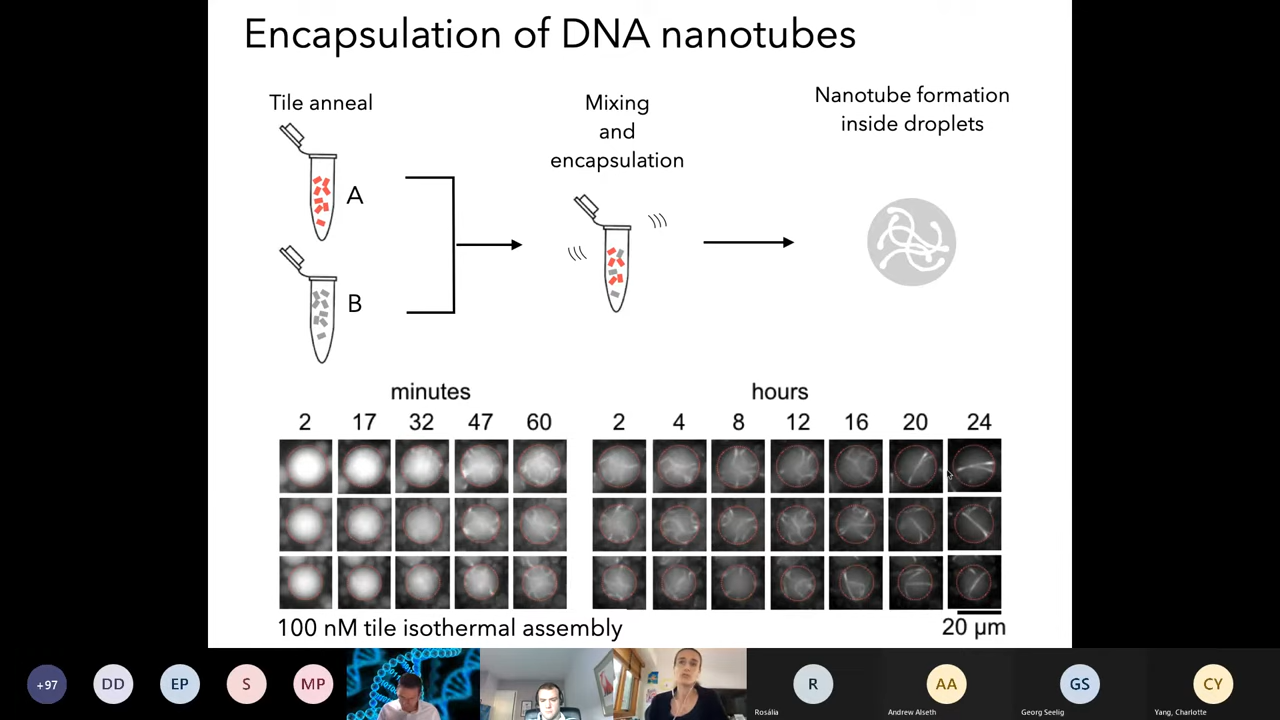 Encapsulation of DNA nanotubes
Tile anneal
A
B
Mixing
and
encapsulation
Nanotube formation
inside droplets
minutes
hours
2 17 32 47 60 2 4 8 12 16 20 24
100 nM tile isothermal assembly
20 µm
+97
DD
EP
S
MP
R
Rosália
AA
Andrew Alseth
GS
Georg Seelig
CY
Yang, Charlotte